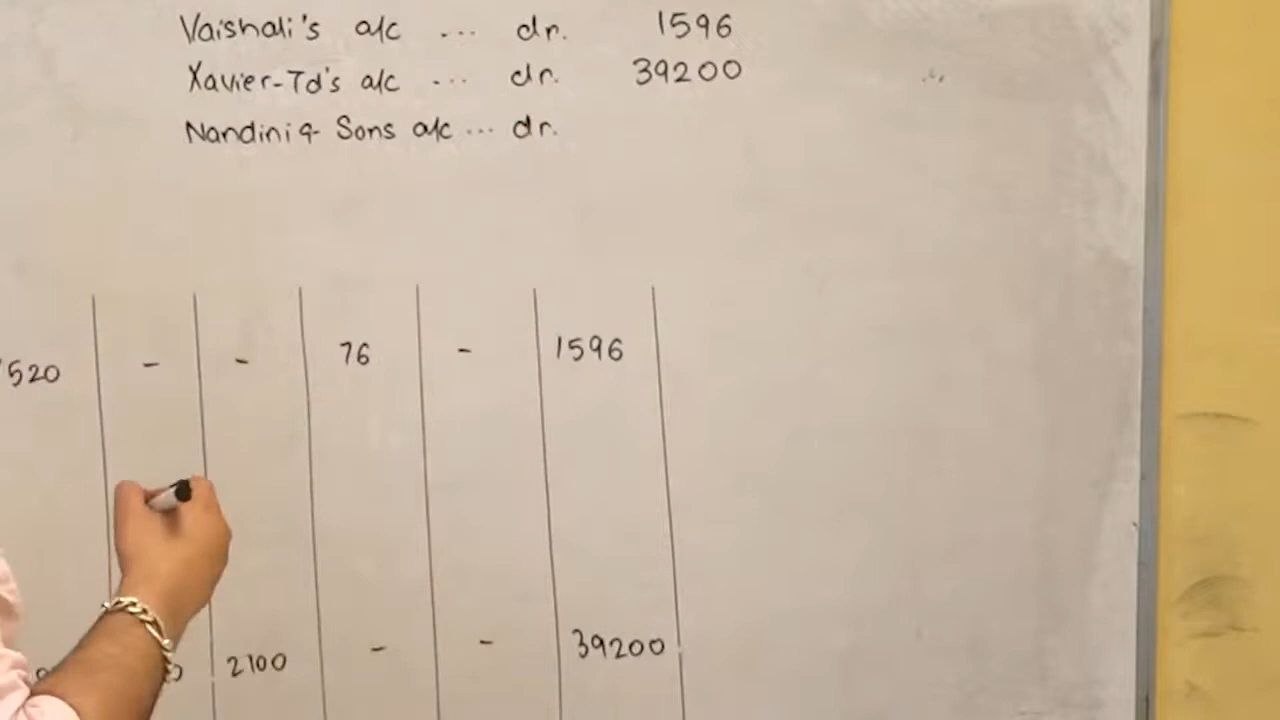 Vaishali's a/c ... dr. 1596
Xavier-Td's a/c ... dr. 39200
Nandini & Sons a/c ... dr.
520 - - 76 - 1596
2100 - - 39200